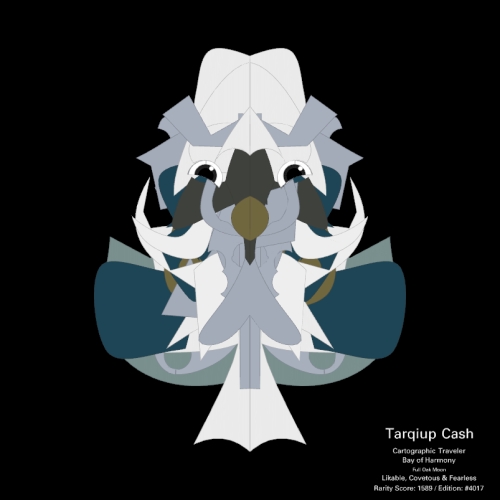 Tarqiup Cash
Cartographic Traveler
Bay of Harmony
Full Oak Moon
Likable, Covetous & Fearless
Rarity Score: 1589 / Edition: #4017